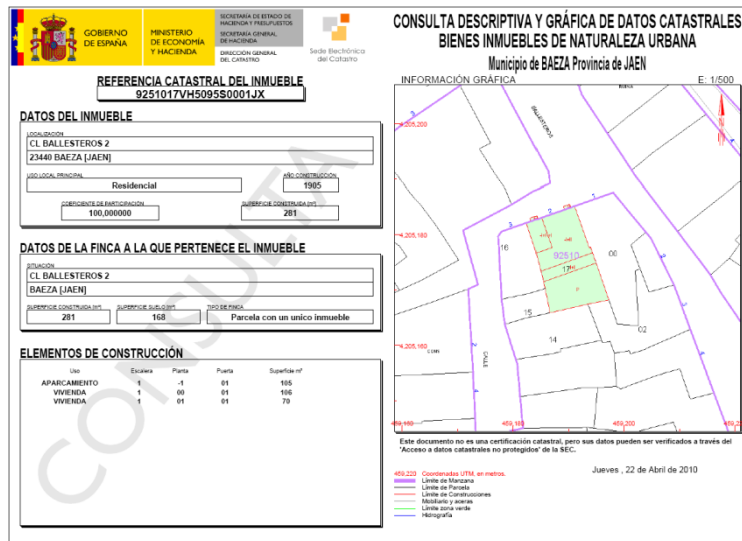 GOBIERNO
DE ESPAÑA
MINISTERIO
DE ECONOMÍA
Y HACIENDA
SECRETARÍA DE ESTADO DE
HACIENDA Y PRESUPUESTOS
SECRETARÍA GENERAL
DE HACIENDA
DIRECCIÓN GENERAL
DEL CATASTRO
Sede Electrónica
del Catastro
REFERENCIA CATASTRAL DEL INMUEBLE
9251017VH5095S0001JX
DATOS DEL INMUEBLE
LOCALIZACIÓN
CL BALLESTEROS 2
23440 BAEZA [JAEN]
USO LOCAL PRINCIPAL
AÑO CONSTRUCCIÓN
Residencial
1905
COEFICIENTE DE PARTICIPACIÓN
SUPERFICIE CONSTRUIDA [m²]
100,000000
281
DATOS DE LA FINCA A LA QUE PERTENECE EL INMUEBLE
SITUACIÓN
CL BALLESTEROS 2
BAEZA [JAEN]
SUPERFICIE CONSTRUIDA [m²]
SUPERFICIE SUELO [m²]
TIPO DE FINCA
281
168
Parcela con un unico inmueble
ELEMENTOS DE CONSTRUCCIÓN
Uso Escalera Planta Puerta Superficie m²
APARCAMIENTO 1 -1 01 105
VIVIENDA 1 00 01 106
VIVIENDA 1 01 01 70
CONSULTA
CONSULTA DESCRIPTIVA Y GRÁFICA DE DATOS CATASTRALES
BIENES INMUEBLES DE NATURALEZA URBANA
Municipio de BAEZA Provincia de JAEN
INFORMACIÓN GRÁFICA
E: 1/500
4,205,200
BALLESTEROS
3
2
16
4,205,180
92510
00
17
15
14
02
4,205,160
com
CALLE
459,180
459,200
Este documento no es una certificación catastral, pero sus datos pueden ser verificados a través del
'Acceso a datos catastrales no protegidos' de la SEC.
459,220 Coordenadas UTM, en metros.
Límite de Manzana
Límite de Parcela
Límite de Construcciones
Mobiliario y aceras
Límite zona verde
Hidrografía
Jueves , 22 de Abril de 2010